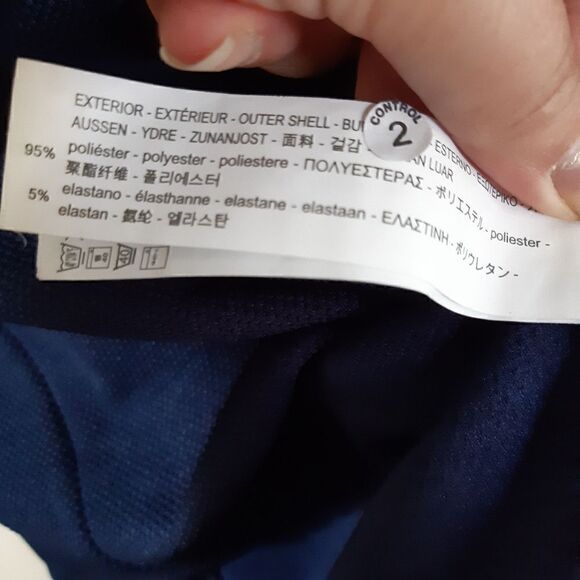 EXTERIOR - EXTÉRIEUR - OUTER SHELL - ESTERNO -
AUSSEN - YDRE - ZUNANJOST - 面料 - 겉감 LUAR
95% poliéster - polyester - poliestere - ΠΟΛΥΕΣΤΕΡΑΣ - ポリエステル - poliester -
聚酯纤维 - 폴리에스터
5% elastano - élasthanne - elastane - elastaan - ΕΛΑΣΤΙΝΗ - ポリウレタン -
elastan - 氨纶 - 엘라스탄
CONTROL
2
40